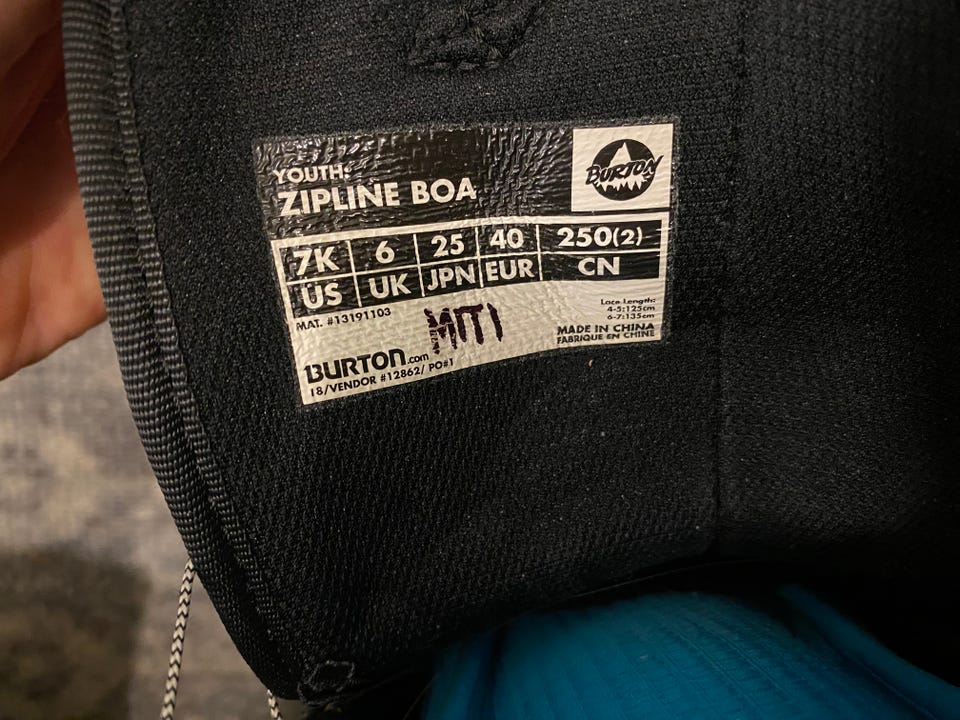 YOUTH:
ZIPLINE BOA
BURTON
7K 6 25 40 250(2)
US UK JPN EUR CN
MAT. #13191103
MITI
Lace Length:
4-5:125cm
6-7:135cm
BURTON.com
MADE IN CHINA
FABRIQUE EN CHINE
18/VENDOR #12862/ PO#1